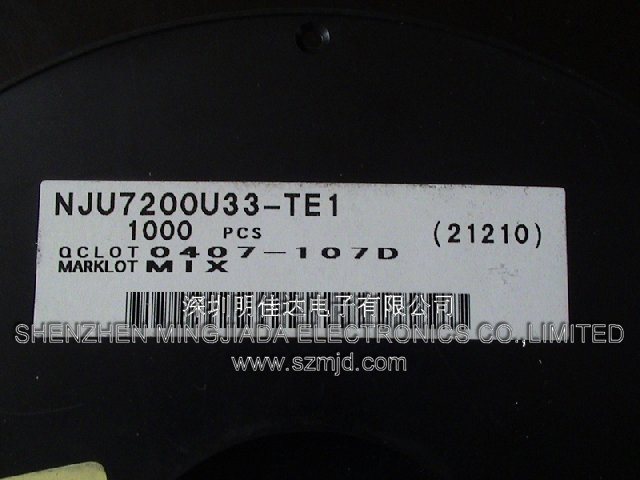 NJU7200U33-TE1
1000 PCS (21210)
QCLOT 0407-107D
MARKLOT MIX
深圳明佳达电子有限公司
SHENZHEN MINGJIADA ELECTRONICS CO.,LIMITED
www.szmjd.com